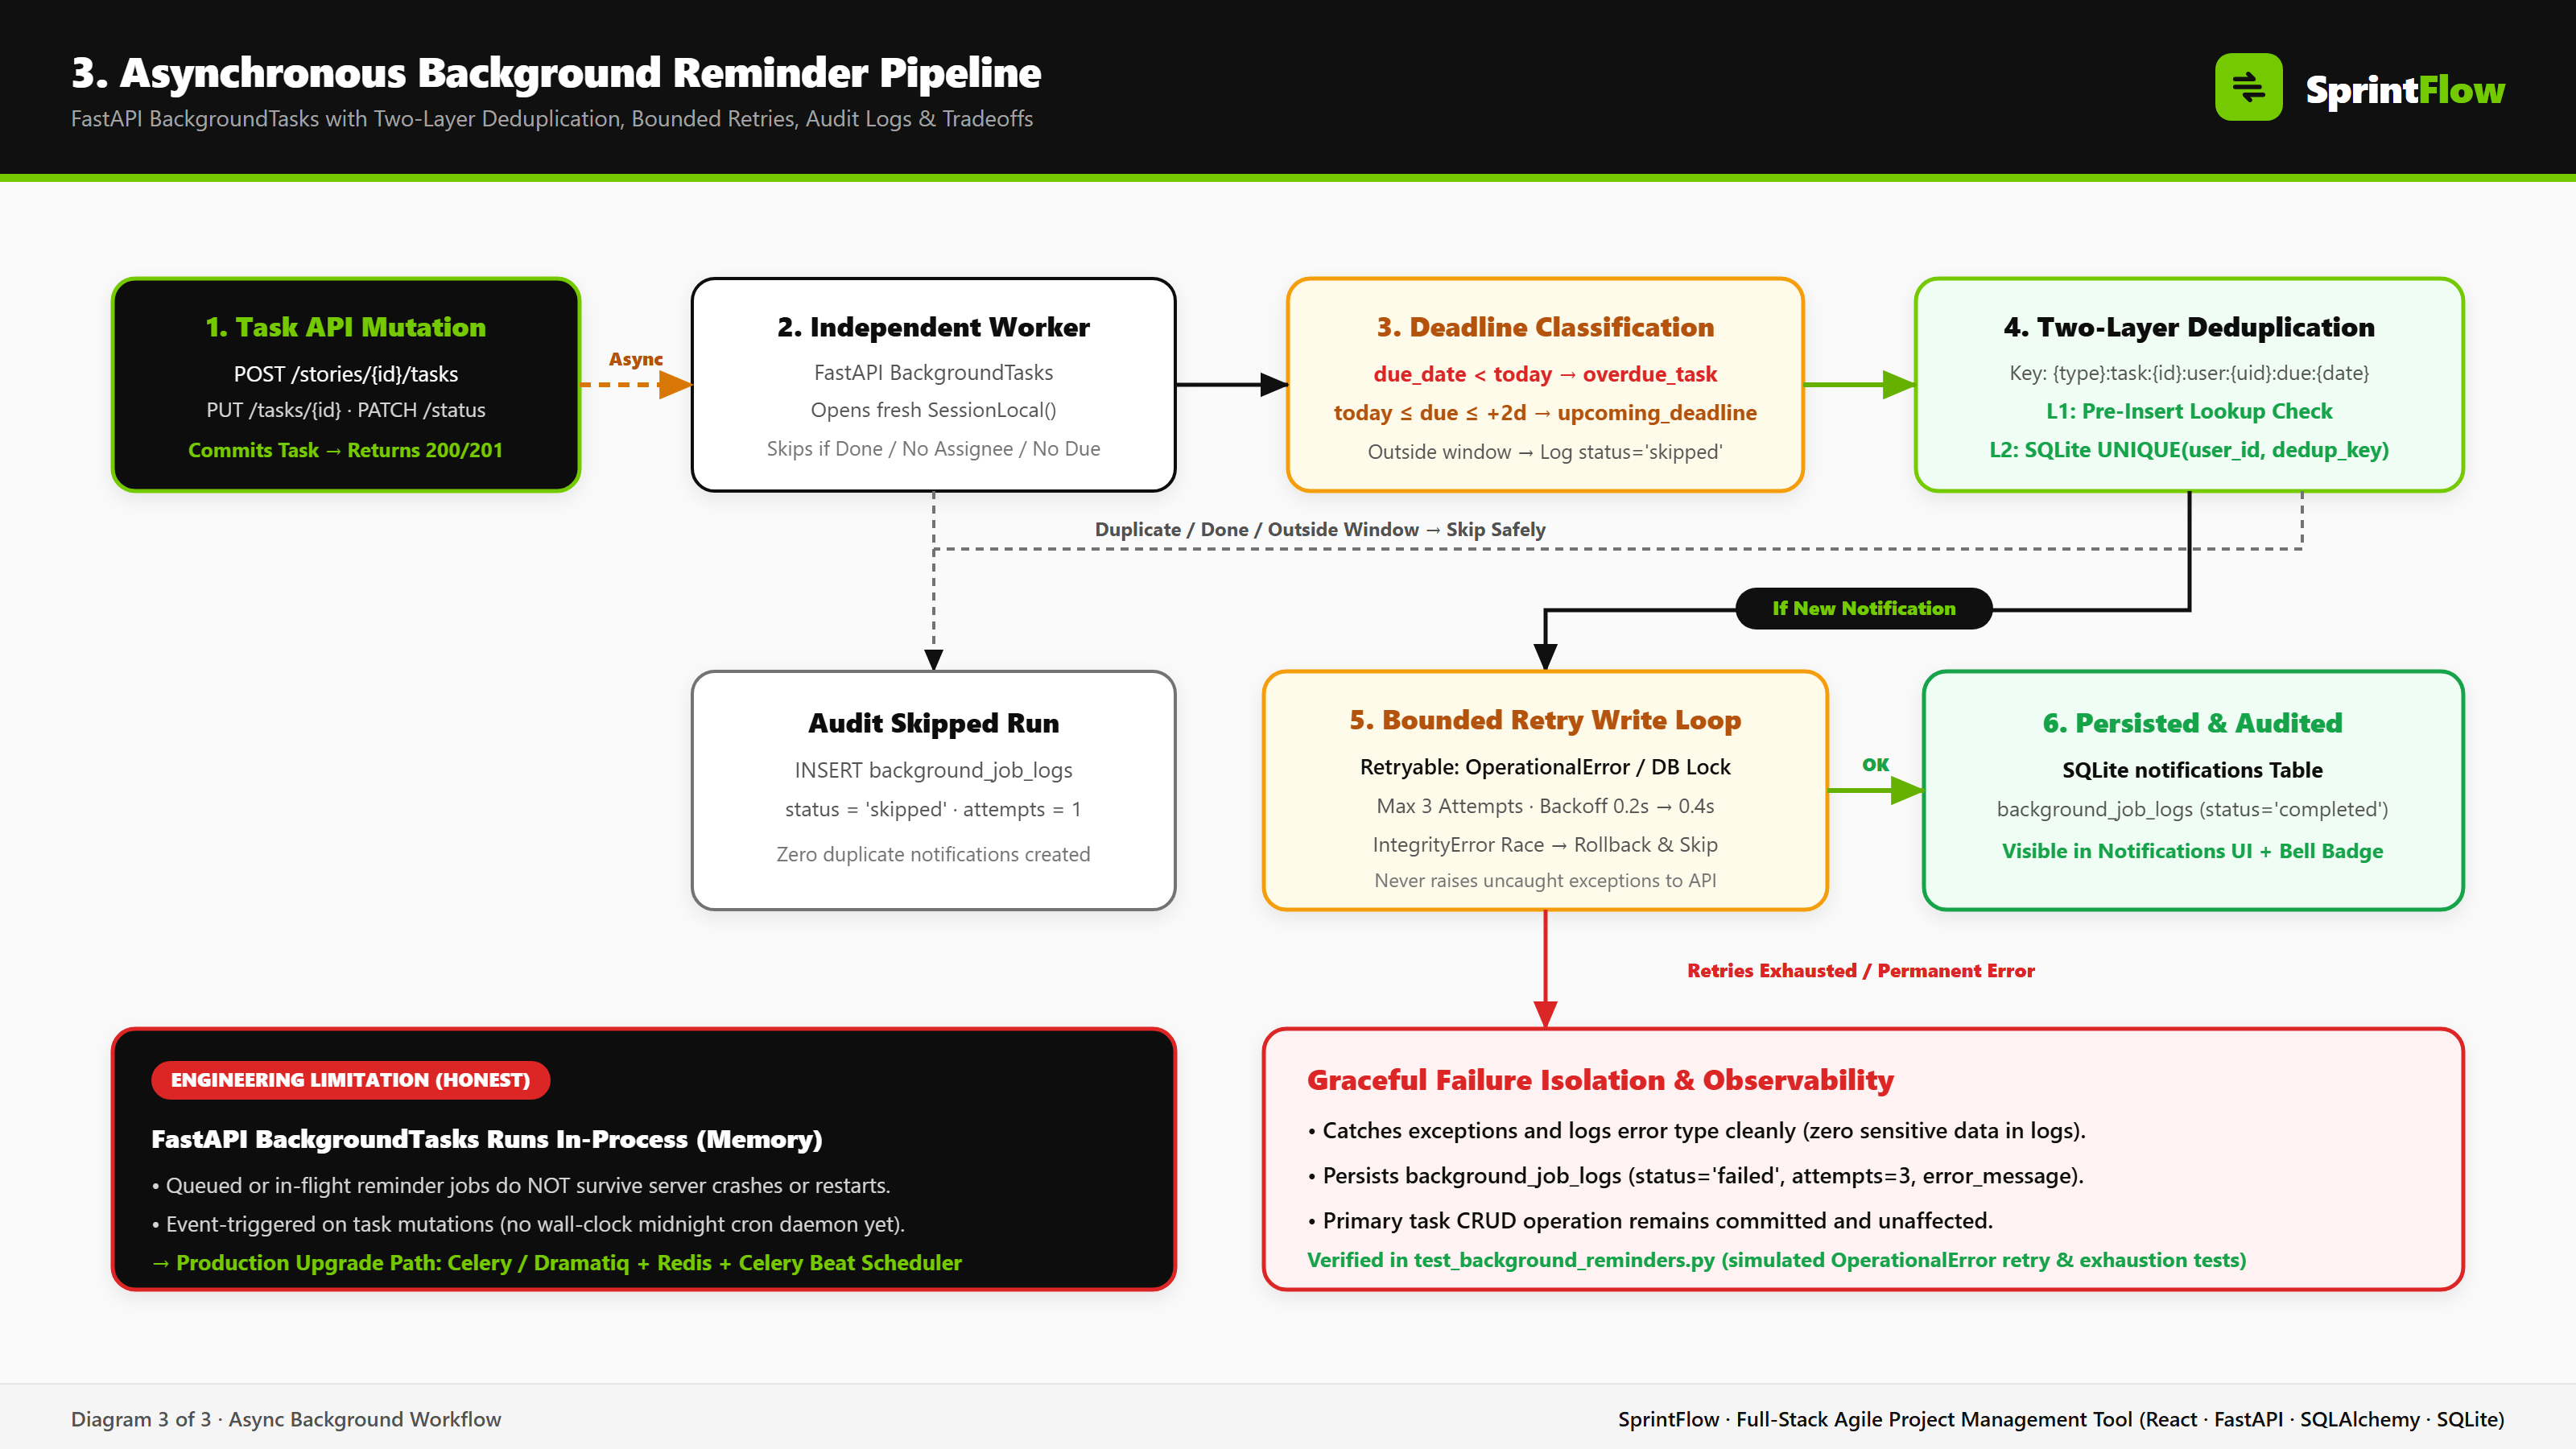 3. Asynchronous Background Reminder Pipeline
FastAPI BackgroundTasks with Two-Layer Deduplication, Bounded Retries, Audit Logs & Tradeoffs
SprintFlow
1. Task API Mutation
POST /stories/{id}/tasks
PUT /tasks/{id} · PATCH /status
Commits Task → Returns 200/201
Async
2. Independent Worker
FastAPI BackgroundTasks
Opens fresh SessionLocal()
Skips if Done / No Assignee / No Due
3. Deadline Classification
due_date < today → overdue_task
today ≤ due ≤ +2d → upcoming_deadline
Outside window → Log status='skipped'
4. Two-Layer Deduplication
Key: {type}:task:{id}:user:{uid}:due:{date}
L1: Pre-Insert Lookup Check
L2: SQLite UNIQUE(user_id, dedup_key)
Duplicate / Done / Outside Window → Skip Safely
If New Notification
Audit Skipped Run
INSERT background_job_logs
status = 'skipped' · attempts = 1
Zero duplicate notifications created
5. Bounded Retry Write Loop
Retryable: OperationalError / DB Lock
Max 3 Attempts · Backoff 0.2s → 0.4s
IntegrityError Race → Rollback & Skip
Never raises uncaught exceptions to API
OK
6. Persisted & Audited
SQLite notifications Table
background_job_logs (status='completed')
Visible in Notifications UI + Bell Badge
Retries Exhausted / Permanent Error
ENGINEERING LIMITATION (HONEST)
FastAPI BackgroundTasks Runs In-Process (Memory)
• Queued or in-flight reminder jobs do NOT survive server crashes or restarts.
• Event-triggered on task mutations (no wall-clock midnight cron daemon yet).
→ Production Upgrade Path: Celery / Dramatiq + Redis + Celery Beat Scheduler
Graceful Failure Isolation & Observability
• Catches exceptions and logs error type cleanly (zero sensitive data in logs).
• Persists background_job_logs (status='failed', attempts=3, error_message).
• Primary task CRUD operation remains committed and unaffected.
Verified in test_background_reminders.py (simulated OperationalError retry & exhaustion tests)
Diagram 3 of 3 · Async Background Workflow
SprintFlow · Full-Stack Agile Project Management Tool (React · FastAPI · SQLAlchemy · SQLite)